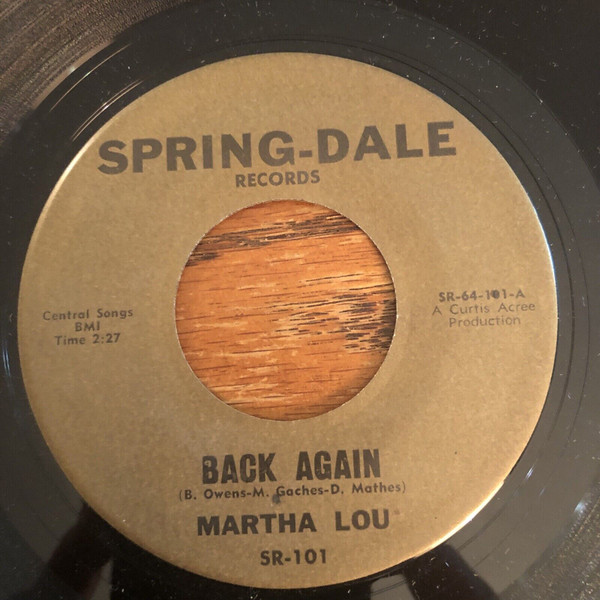 SPRING-DALE
RECORDS
Central Songs
BMI
Time 2:27
SR-64-101-A
A Curtis Acree
Production
BACK AGAIN
(B. Owens-M. Gaches-D. Mathes)
MARTHA LOU
SR-101